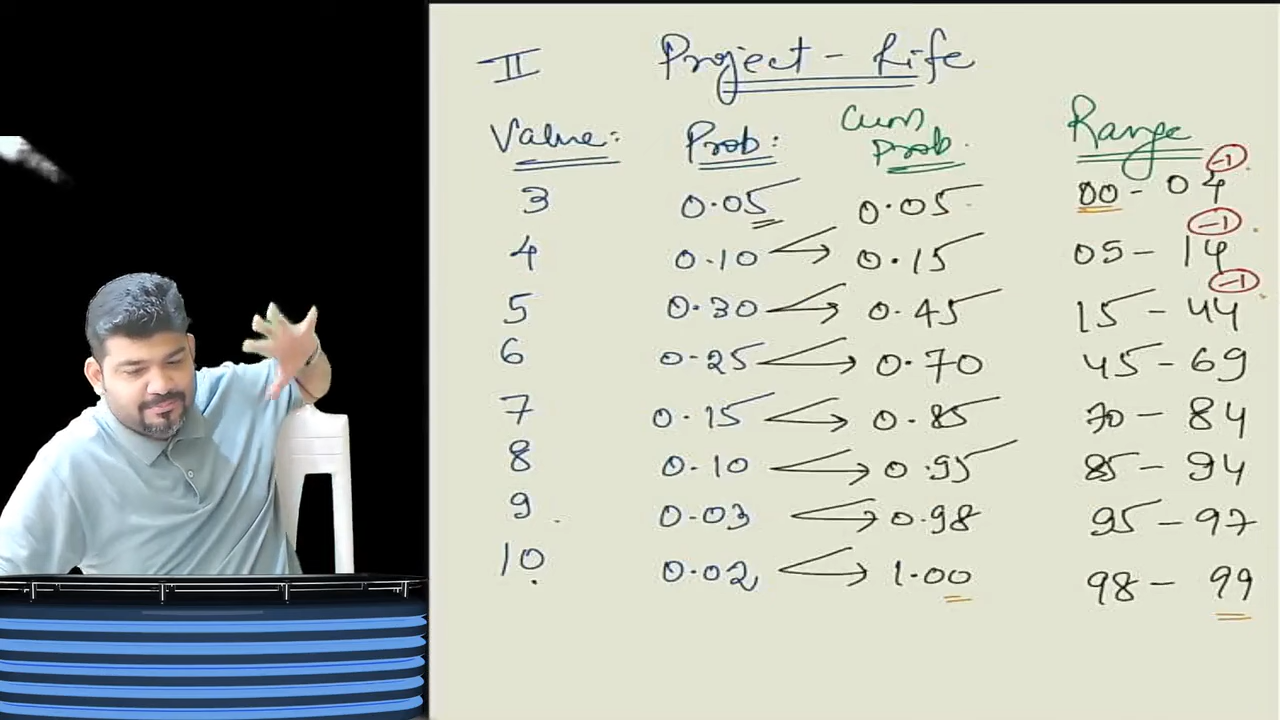 II Project - Life
Value: Prob: Cum Prob. Range
3 0.05 0.05 00 - 04 -1
4 0.10 0.15 05 - 14 -1
5 0.30 0.45 15 - 44 -1
6 0.25 0.70 45 - 69
7 0.15 0.85 70 - 84
8 0.10 0.95 85 - 94
9 0.03 0.98 95 - 97
10 0.02 1.00 98 - 99